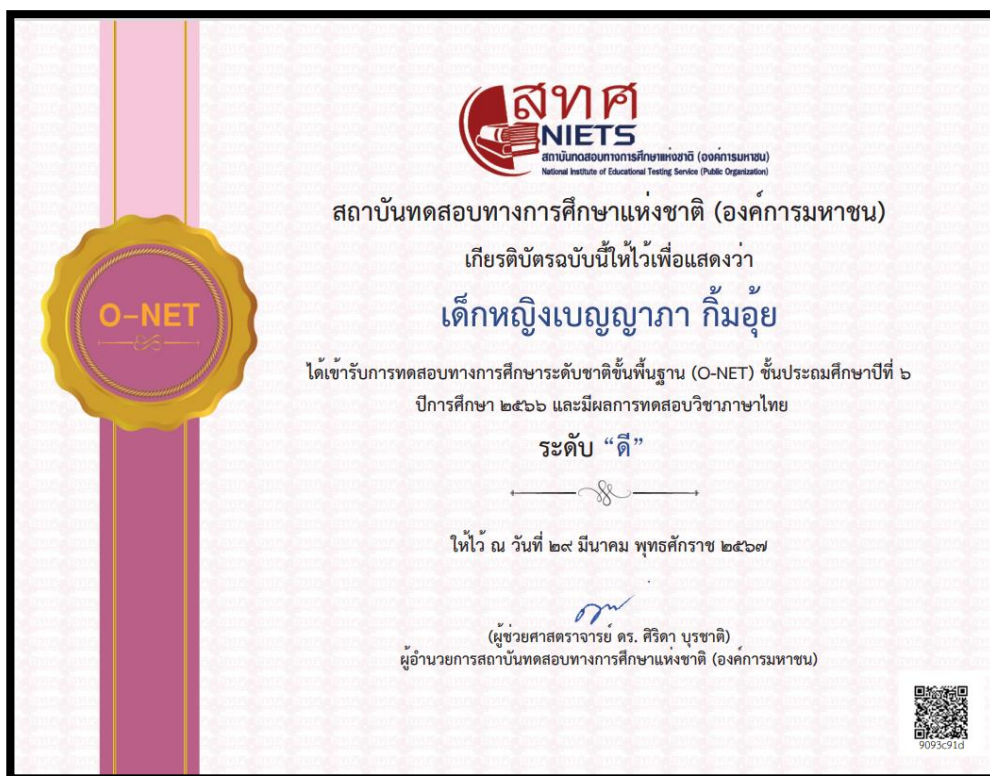 สทศ
NIETS
สถาบันทดสอบทางการศึกษาแห่งชาติ (องค์การมหาชน)
National Institute of Educational Testing Service (Public Organization)
สถาบันทดสอบทางการศึกษาแห่งชาติ (องค์การมหาชน)
เกียรติบัตรฉบับนี้ให้ไว้เพื่อแสดงว่า
เด็กหญิงเบญญาภา กิ้มอุ้ย
ได้เข้ารับการทดสอบทางการศึกษาระดับชาติขั้นพื้นฐาน (O-NET) ชั้นประถมศึกษาปีที่ ๖
ปีการศึกษา ๒๕๖๖ และมีผลการทดสอบวิชาภาษาไทย
ระดับ “ดี”
ให้ไว้ ณ วันที่ ๒๙ มีนาคม พุทธศักราช ๒๕๖๗
(ผู้ช่วยศาสตราจารย์ ดร. ศิริดา บุรชาติ)
ผู้อำนวยการสถาบันทดสอบทางการศึกษาแห่งชาติ (องค์การมหาชน)
O-NET
9093c91d